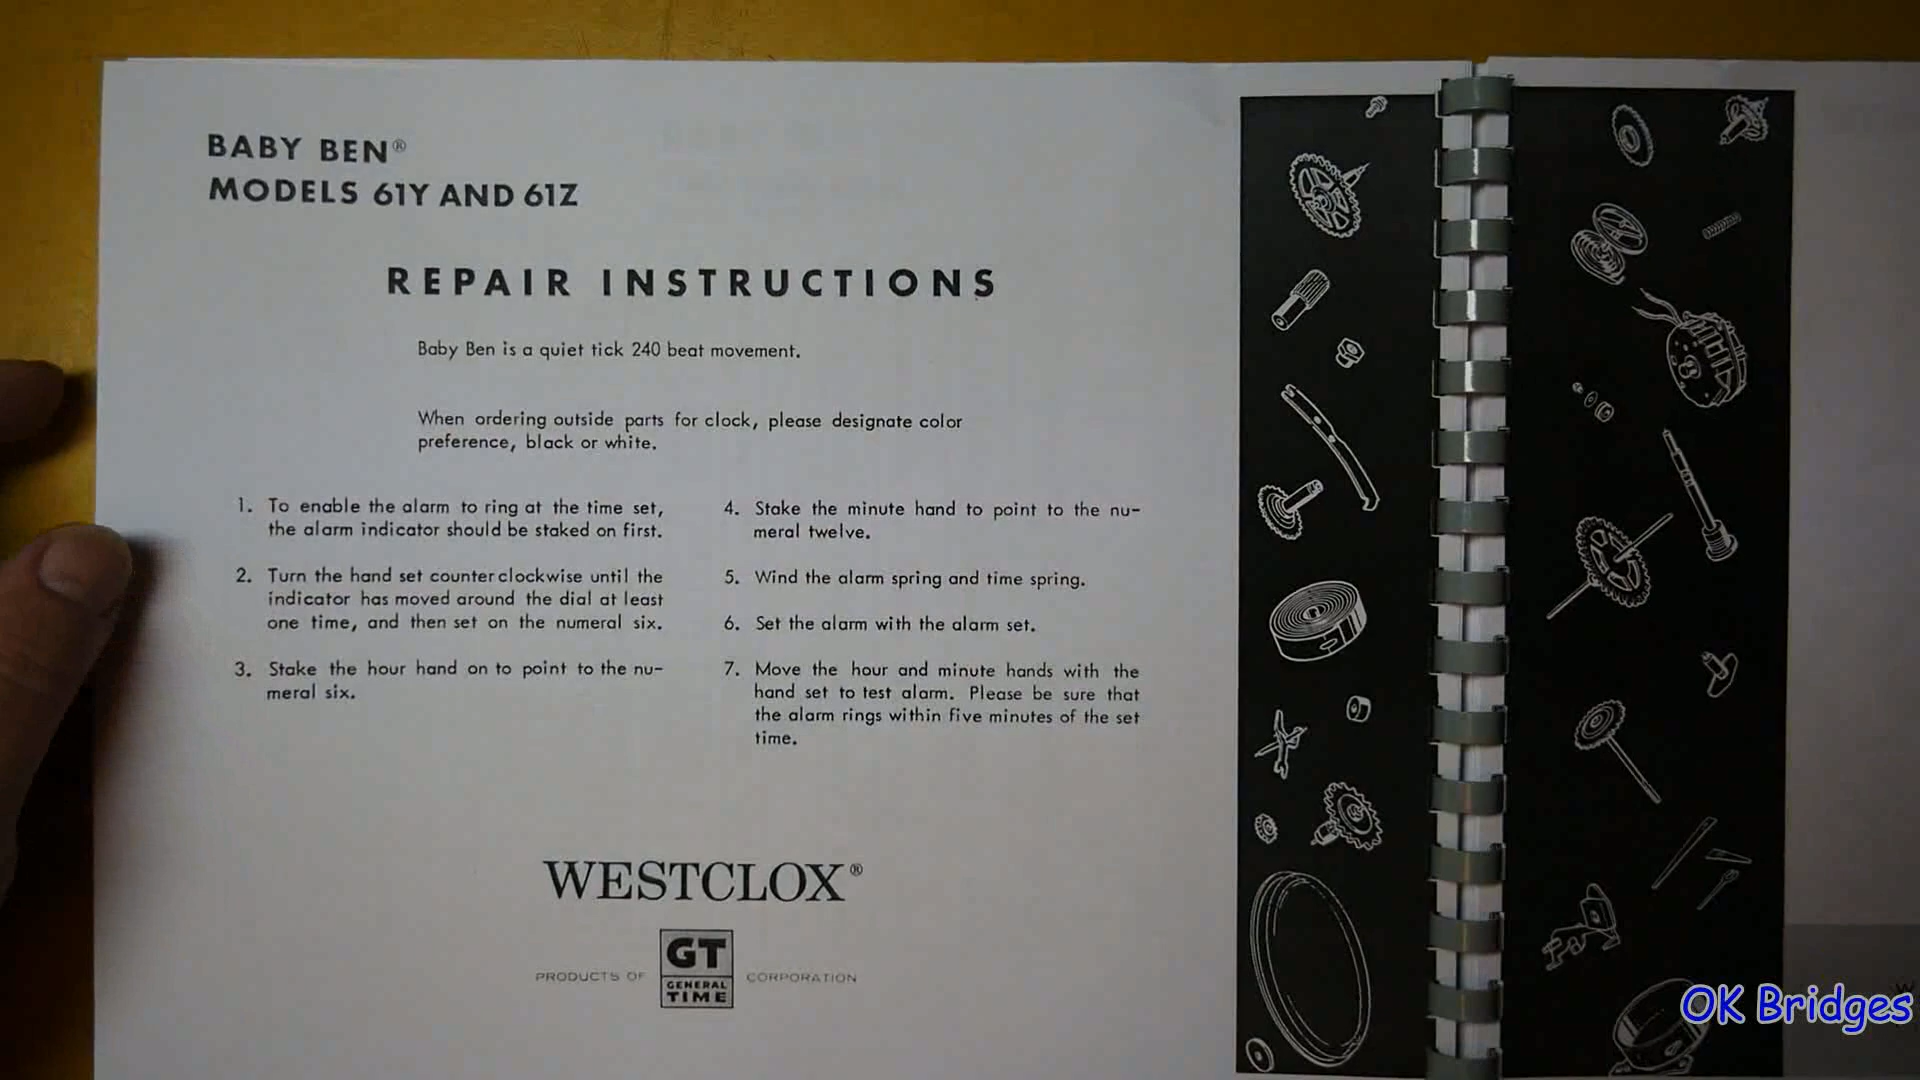 BABY BEN®
MODELS 61Y AND 61Z
REPAIR INSTRUCTIONS
Baby Ben is a quiet tick 240 beat movement.
When ordering outside parts for clock, please designate color
preference, black or white.
1. To enable the alarm to ring at the time set,
the alarm indicator should be staked on first.
2. Turn the hand set counterclockwise until the
indicator has moved around the dial at least
one time, and then set on the numeral six.
3. Stake the hour hand on to point to the nu-
meral six.
4. Stake the minute hand to point to the nu-
meral twelve.
5. Wind the alarm spring and time spring.
6. Set the alarm with the alarm set.
7. Move the hour and minute hands with the
hand set to test alarm. Please be sure that
the alarm rings within five minutes of the set
time.
WESTCLOX®
PRODUCTS OF GT GENERAL TIME CORPORATION
OK Bridges